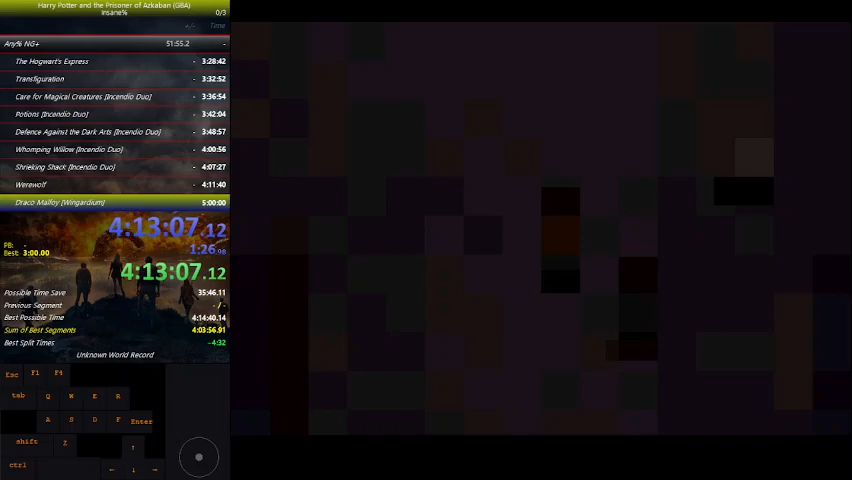 Harry Potter and the Prisoner of Azkaban (GBA)
Insane% 0/3
+/- Time
Any% NG+ 51:55.2 -
The Hogwart's Express - 3:28:42
Transfiguration - 3:32:52
Care for Magical Creatures [Incendio Duo] - 3:36:54
Potions [Incendio Duo] - 3:42:04
Defence Against the Dark Arts [Incendio Duo] - 3:48:57
Whomping Willow [Incendio Duo] - 4:00:56
Shrieking Shack [Incendio Duo] - 4:07:27
Werewolf - 4:11:40
Draco Malfoy [Wingardium] 5:00:00
4:13:07.12
PB: -
1:26.98
Best: 3:00.00
4:13:07.12
Possible Time Save 35:46.11
Previous Segment - / -
Best Possible Time 4:14:40.14
Sum of Best Segments 4:03:56.91
Best Split Times -4:32
Unknown World Record
Esc F1 F4
tab Q W E R
A S D F Enter
shift Z ↑
ctrl ← ↓ →